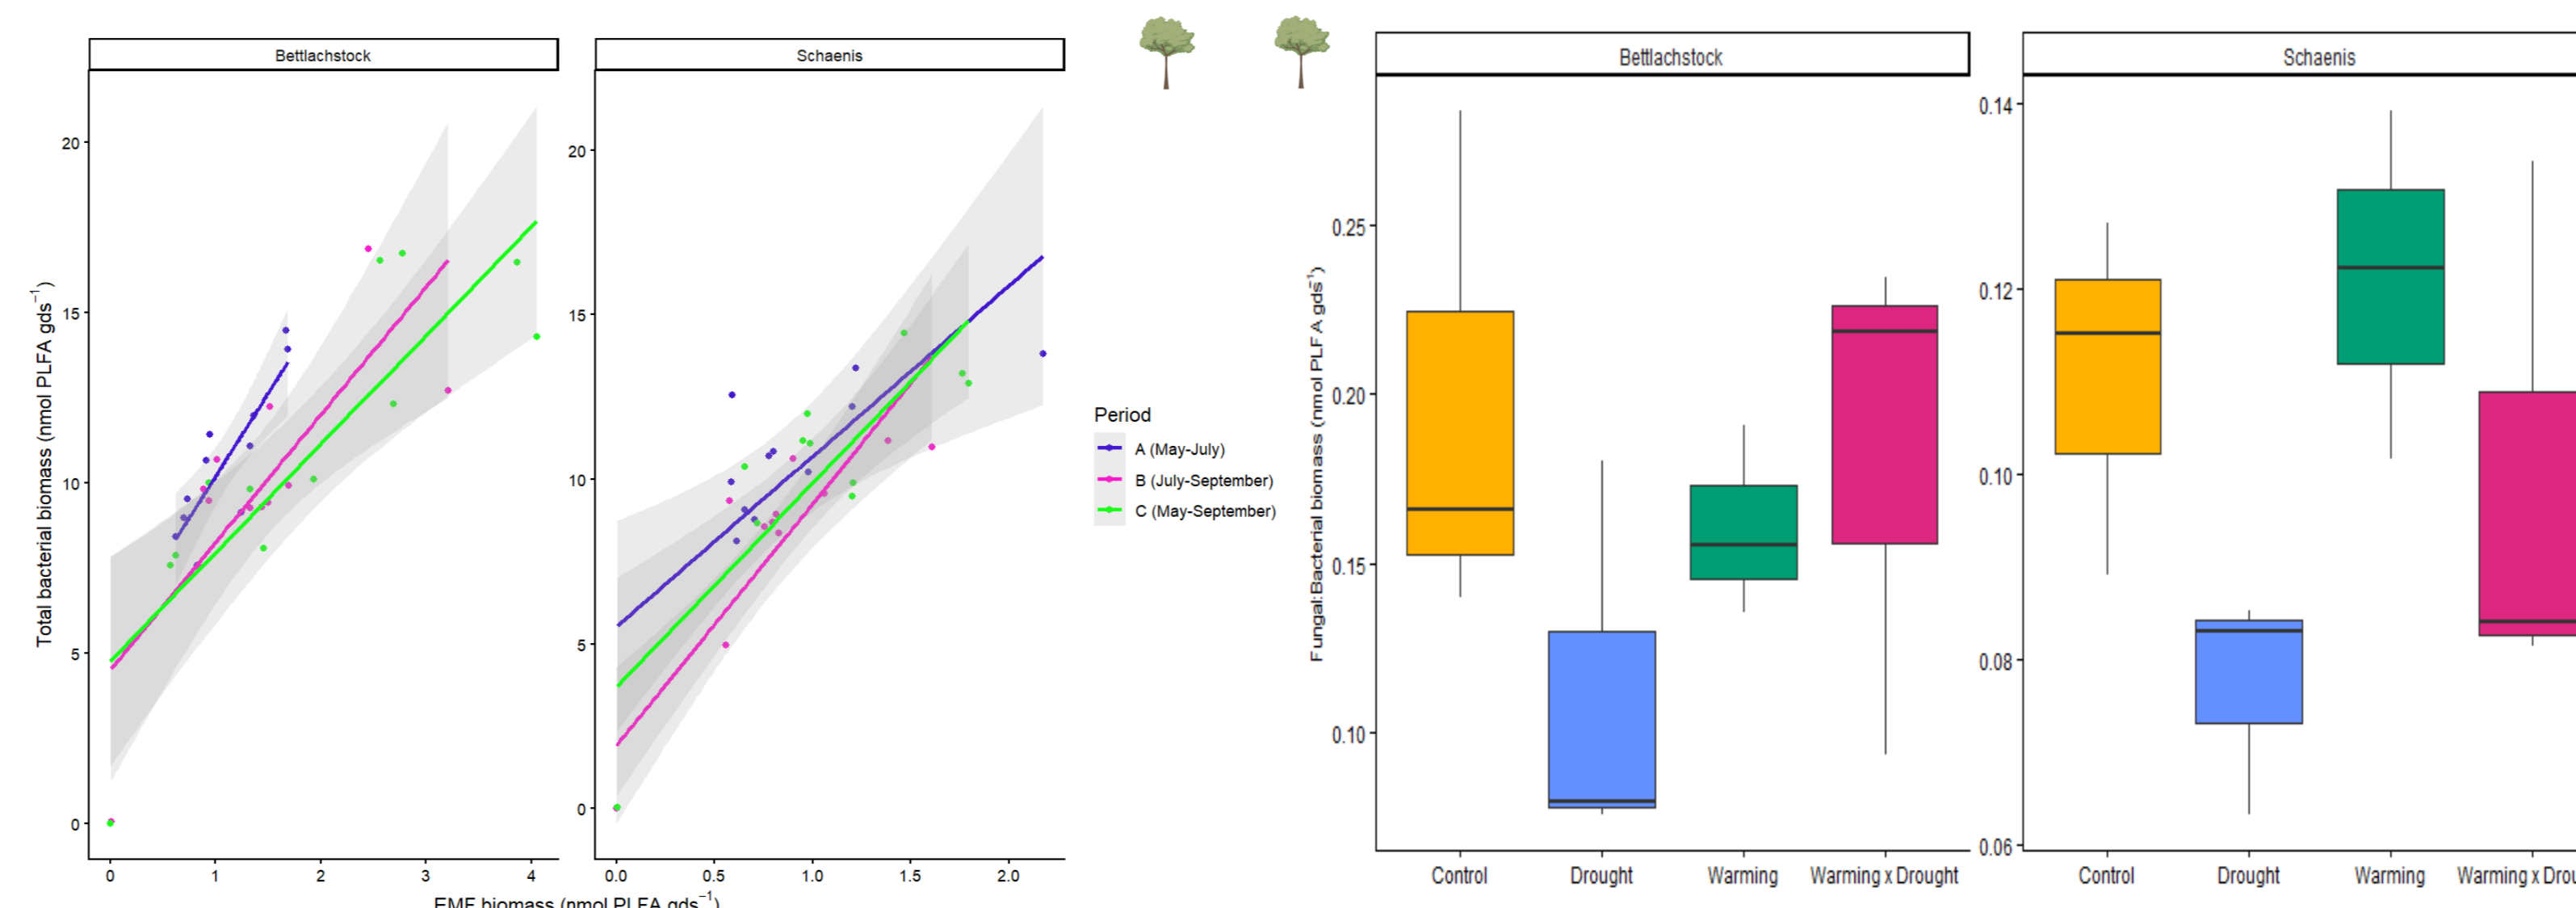 Bettlachstock
Schaenis
Total bacterial biomass (nmol PLFA gds⁻¹)
20
15
10
5
0
20
15
10
5
0
0 1 2 3 4
0.0 0.5 1.0 1.5 2.0
EMF biomass (nmol PLFA gds⁻¹)
Period
A (May-July)
B (July-September)
C (May-September)
Bettlachstock
Schaenis
Fungal:Bacterial biomass (nmol PLF A gds⁻¹)
0.25
0.20
0.15
0.10
0.14
0.12
0.10
0.08
0.06
Control Drought Warming Warming x Drought
Control Drought Warming Warming x Drou